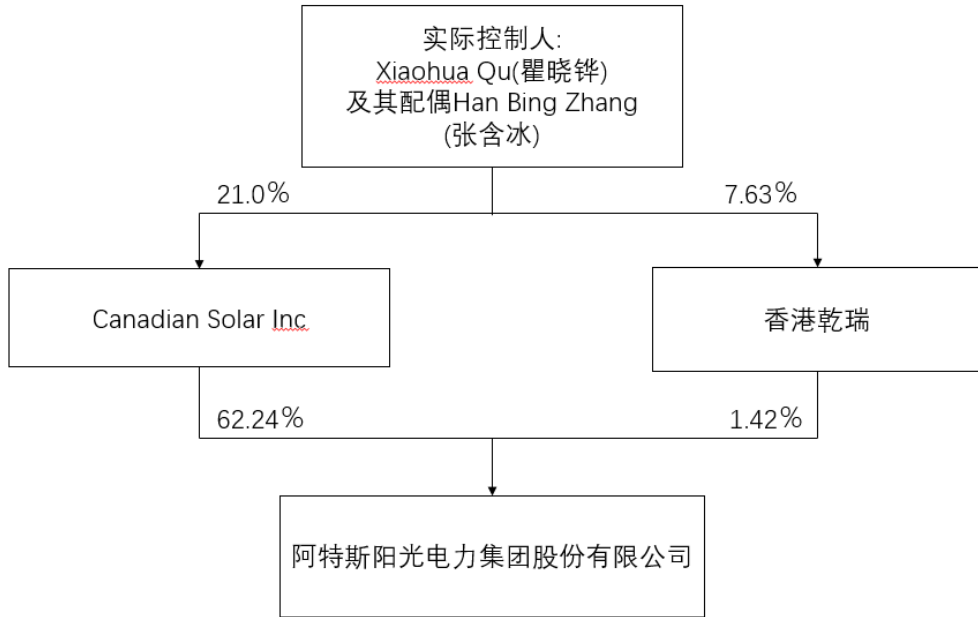 实际控制人:
Xiaohua Qu(瞿晓铧)
及其配偶Han Bing Zhang
(张含冰)
21.0%
7.63%
Canadian Solar Inc
香港乾瑞
62.24%
1.42%
阿特斯阳光电力集团股份有限公司